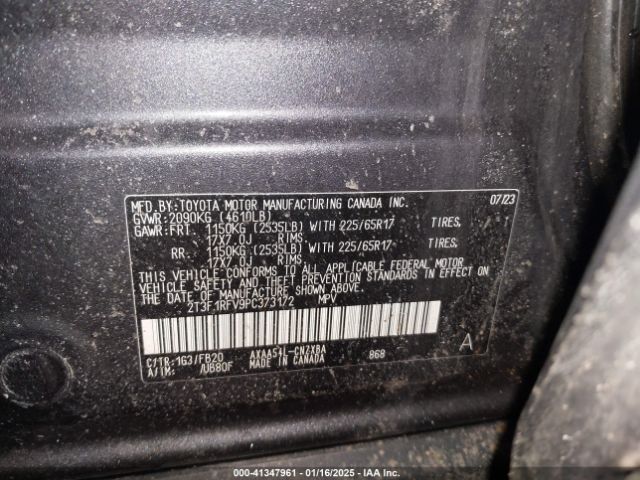 MFD.BY:TOYOTA MOTOR MANUFACTURING CANADA INC. 07/23
GVWR:2090KG (4610LB)
GAWR:FRT. 1150KG (2535LB) WITH 225/65R17 TIRES,
17X7.0J RIMS.
RR. 1150KG (2535LB) WITH 225/65R17 TIRES,
17X7.0J RIMS.
THIS VEHICLE CONFORMS TO ALL APPLICABLE FEDERAL MOTOR
VEHICLE SAFETY AND THEFT PREVENTION STANDARDS IN EFFECT
ON THE DATE OF MANUFACTURE SHOWN ABOVE.
2T3F1RFV9PC373172 MPV
C/TR:1G3/FB20 AXAA54L-CNZXBA 868 A
A/TM: /UB80F MADE IN CANADA
000-41347961 | 01/16/2025 | IAA Inc.